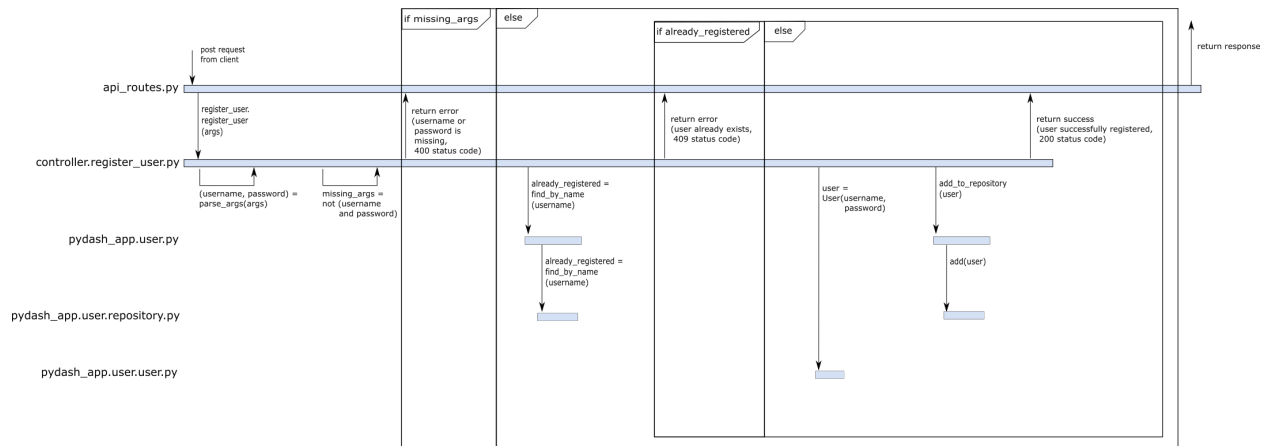 if missing_args
else
if already_registered
else
post request
from client
return response
api_routes.py
register_user.
register_user
(args)
return error
(username or
password is
missing,
400 status code)
return error
(user already exists,
409 status code)
return success
(user successfully registered,
200 status code)
controller.register_user.py
(username, password) =
parse_args(args)
missing_args =
not (username
and password)
already_registered =
find_by_name
(username)
user =
User(username,
password)
add_to_repository
(user)
pydash_app.user.py
already_registered =
find_by_name
(username)
add(user)
pydash_app.user.repository.py
pydash_app.user.user.py